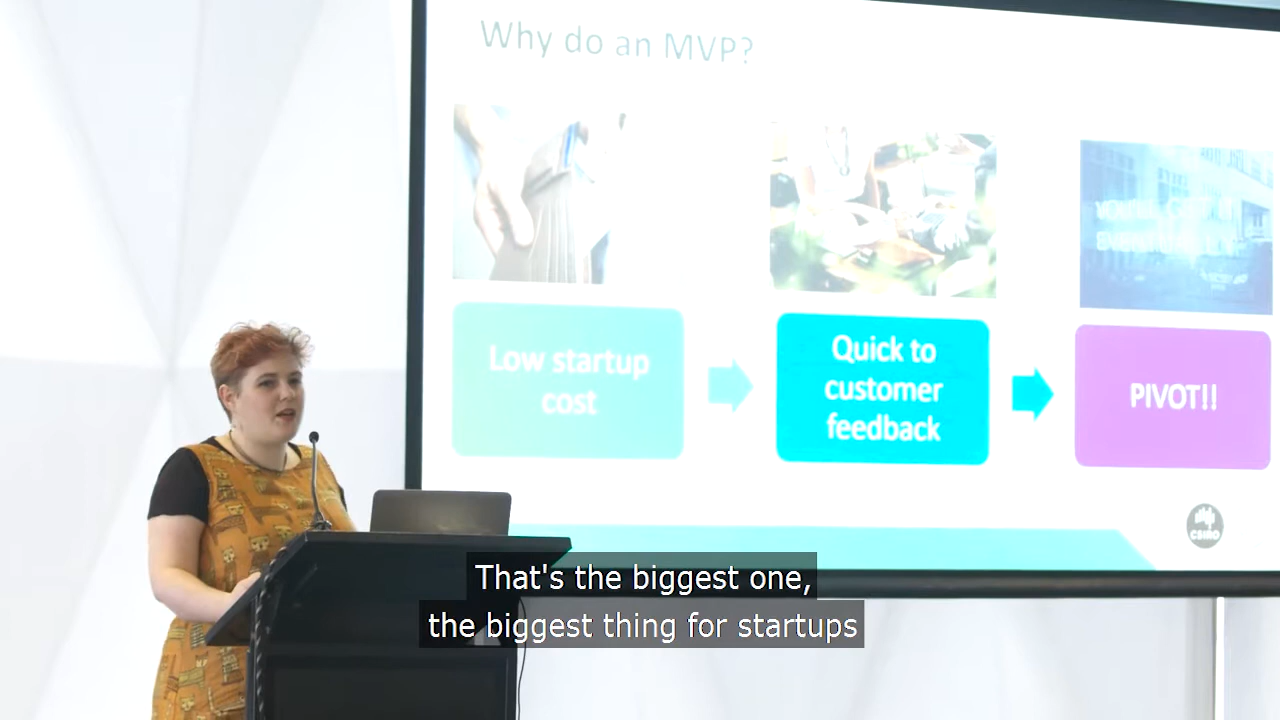 Why do an MVP?
Low startup
cost
Quick to
customer
feedback
PIVOT!!
CSIRO
That's the biggest one,
the biggest thing for startups